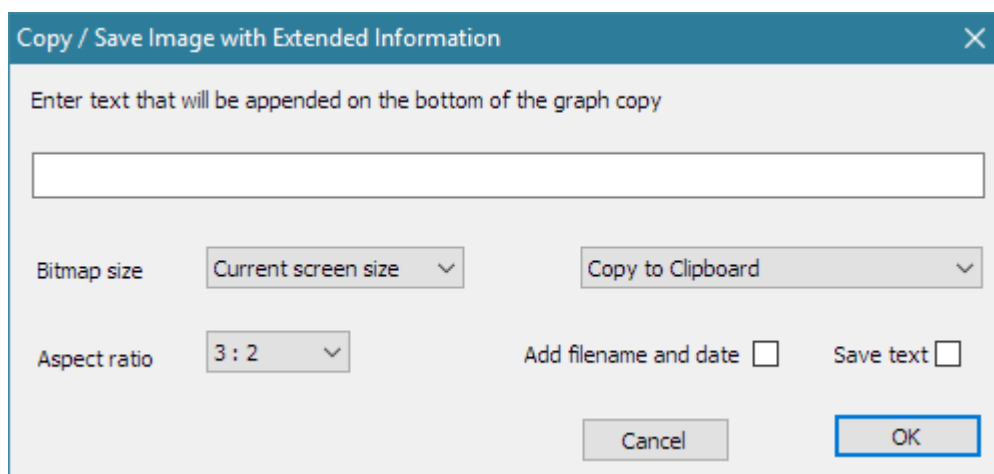 Copy / Save Image with Extended Information
Enter text that will be appended on the bottom of the graph copy
Bitmap size Current screen size Copy to Clipboard
Aspect ratio 3 : 2 Add filename and date Save text
Cancel OK